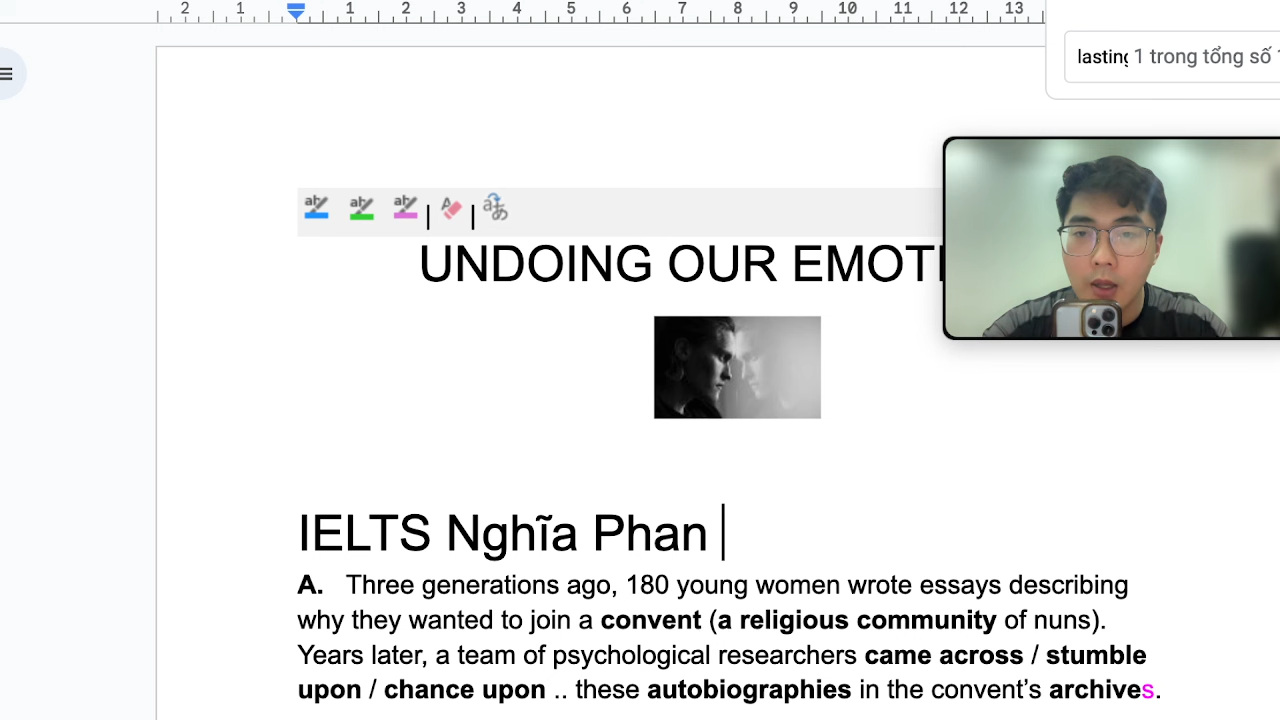 2 1 1 2 3 4 5 6 7 8 9 10 11 12 13
lasting 1 trong tổng số
UNDOING OUR
IELTS Nghĩa Phan
A. Three generations ago, 180 young women wrote essays describing
why they wanted to join a convent (a religious community of nuns).
Years later, a team of psychological researchers came across / stumble
upon / chance upon .. these autobiographies in the convent’s archives.